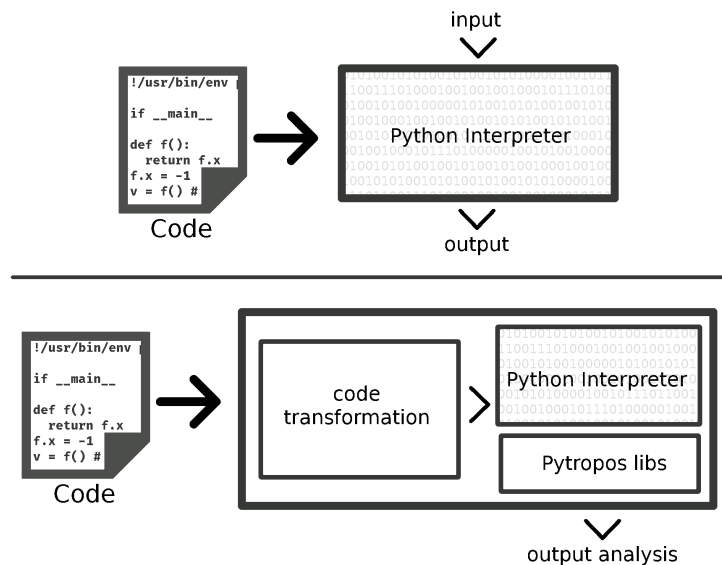 input
!/usr/bin/env
if __main__
def f():
return f.x
f.x = -1
v = f() #
Python Interpreter
Code
output
!/usr/bin/env
if __main__
def f():
return f.x
f.x = -1
v = f() #
Code
code
transformation
Python Interpreter
Pytropos libs
output analysis